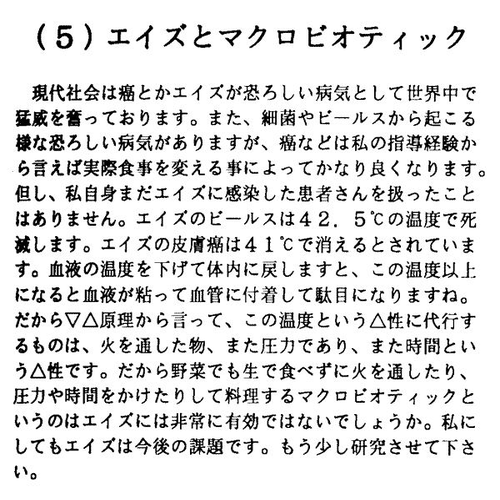 （５）エイズとマクロビオティック
現代社会は癌とかエイズが恐ろしい病気として世界中で
猛威を奮っております。また、細菌やビールスから起こる
様な恐ろしい病気がありますが、癌などは私の指導経験か
ら言えば実際食事を変える事によってかなり良くなります。
但し、私自身まだエイズに感染した患者さんを扱ったこと
はありません。エイズのビールスは４２．５℃の温度で死
滅します。エイズの皮膚癌は４１℃で消えるとされていま
す。血液の温度を下げて体内に戻しますと、この温度以上
になると血液が粘って血管に付着して駄目になりますね。
だから▽△原理から言って、この温度という△性に代行す
るものは、火を通した物、また圧力であり、また時間とい
う△性です。だから野菜でも生で食べずに火を通したり、
圧力や時間をかけたりして料理するマクロビオティックと
いうのはエイズには非常に有効ではないでしょうか。私に
してもエイズは今後の課題です。もう少し研究させて下さ
い。